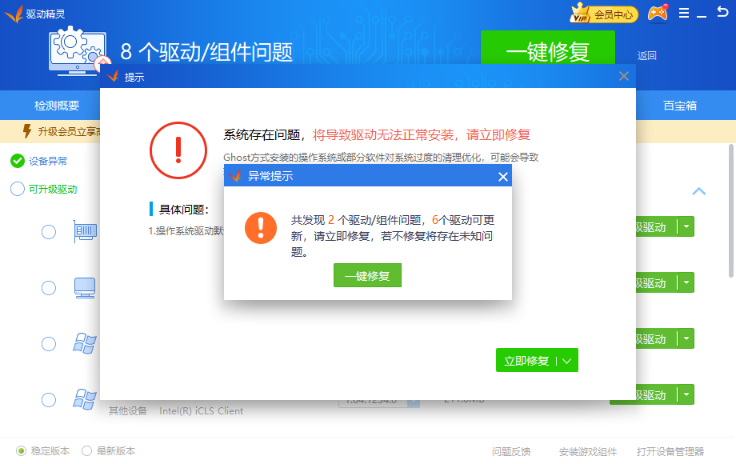 驱动精灵
VIP 会员中心
8 个驱动/组件问题
一键修复
返回
提示
检测概要
百宝箱
升级会员立享
设备异常
可升级驱动
系统存在问题，将导致驱动无法正常安装，请立即修复
Ghost方式安装的操作系统或部分软件对系统过度的清理优化，可能会导致
异常提示
具体问题：
1.操作系统驱动默
共发现 2 个驱动/组件问题，6个驱动可更
新，请立即修复，若不修复将存在未知问
题。
一键修复
级驱动
级驱动
级驱动
立即修复
级驱动
其他设备 Intel(R) iCLS Client
稳定版本 最新版本
问题反馈 安装游戏组件 打开设备管理器